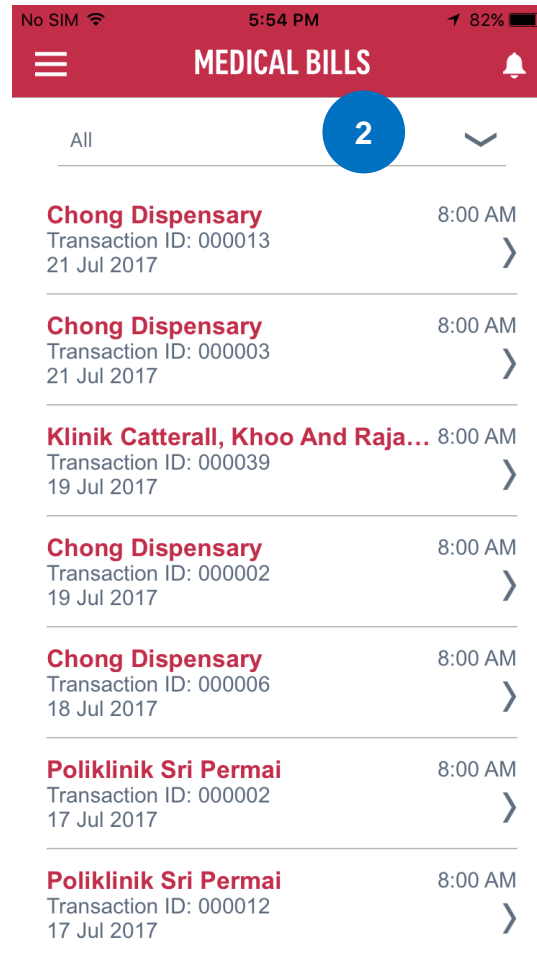 No SIM 5:54 PM 82%
MEDICAL BILLS
All 2
Chong Dispensary 8:00 AM
Transaction ID: 000013
21 Jul 2017
Chong Dispensary 8:00 AM
Transaction ID: 000003
21 Jul 2017
Klinik Catterall, Khoo And Raja... 8:00 AM
Transaction ID: 000039
19 Jul 2017
Chong Dispensary 8:00 AM
Transaction ID: 000002
19 Jul 2017
Chong Dispensary 8:00 AM
Transaction ID: 000006
18 Jul 2017
Poliklinik Sri Permai 8:00 AM
Transaction ID: 000002
17 Jul 2017
Poliklinik Sri Permai 8:00 AM
Transaction ID: 000012
17 Jul 2017